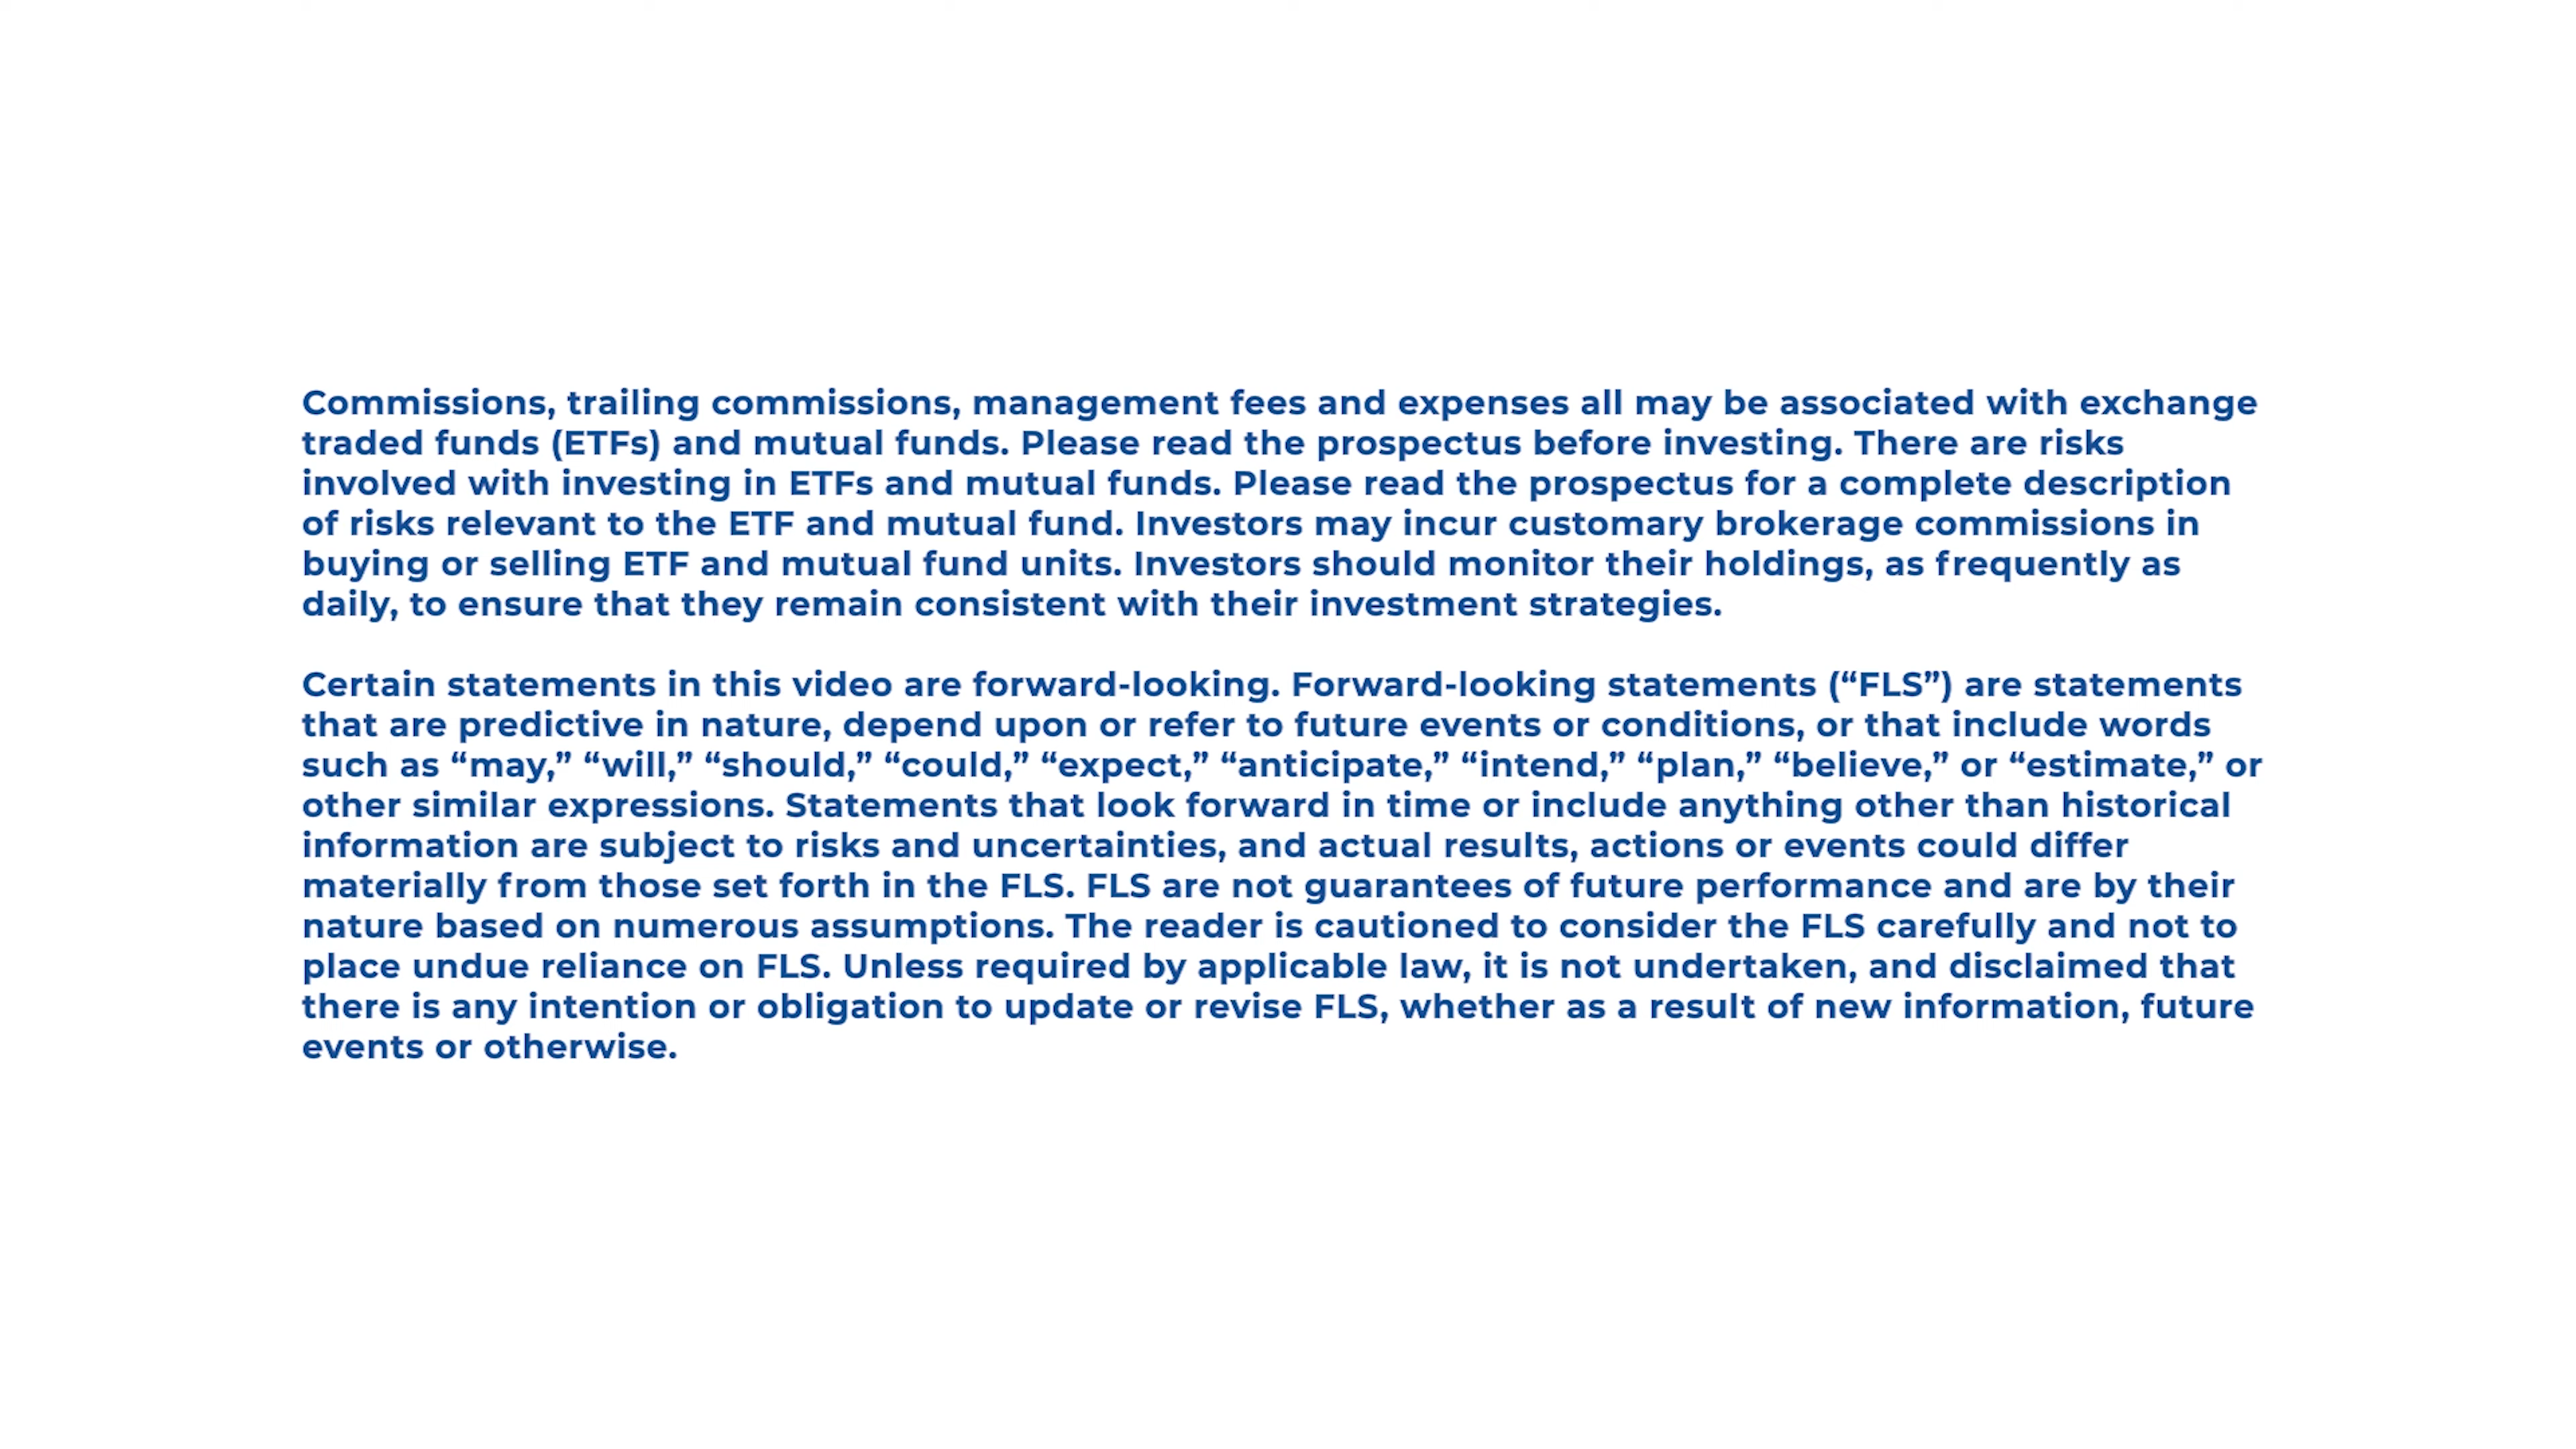 Commissions, trailing commissions, management fees and expenses all may be associated with exchange
traded funds (ETFs) and mutual funds. Please read the prospectus before investing. There are risks
involved with investing in ETFs and mutual funds. Please read the prospectus for a complete description
of risks relevant to the ETF and mutual fund. Investors may incur customary brokerage commissions in
buying or selling ETF and mutual fund units. Investors should monitor their holdings, as frequently as
daily, to ensure that they remain consistent with their investment strategies.
Certain statements in this video are forward-looking. Forward-looking statements (“FLS”) are statements
that are predictive in nature, depend upon or refer to future events or conditions, or that include words
such as “may,” “will,” “should,” “could,” “expect,” “anticipate,” “intend,” “plan,” “believe,” or “estimate,” or
other similar expressions. Statements that look forward in time or include anything other than historical
information are subject to risks and uncertainties, and actual results, actions or events could differ
materially from those set forth in the FLS. FLS are not guarantees of future performance and are by their
nature based on numerous assumptions. The reader is cautioned to consider the FLS carefully and not to
place undue reliance on FLS. Unless required by applicable law, it is not undertaken, and disclaimed that
there is any intention or obligation to update or revise FLS, whether as a result of new information, future
events or otherwise.